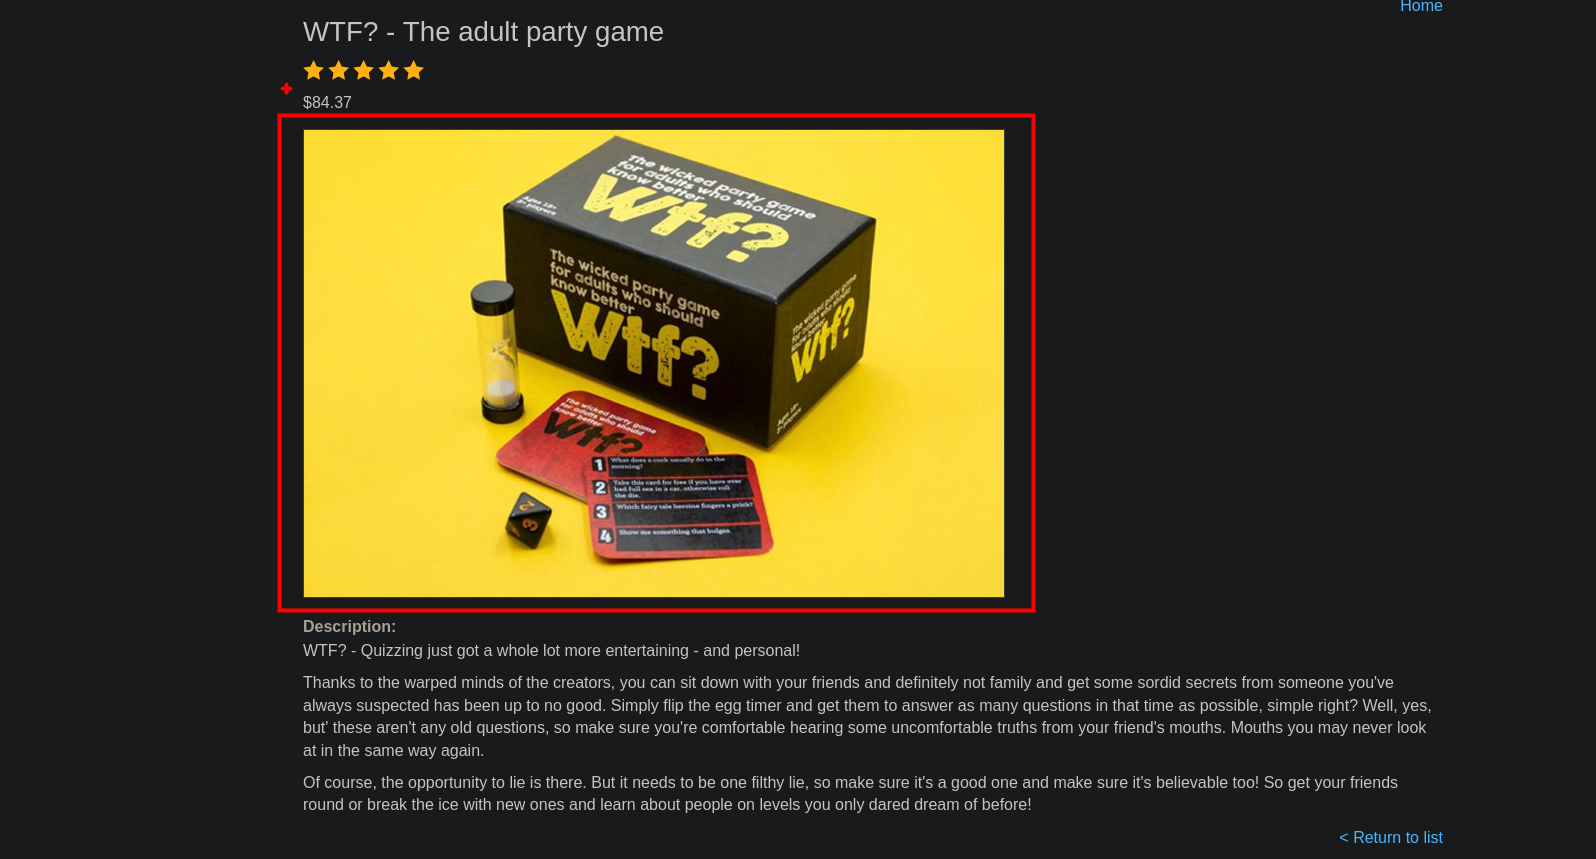 Home
WTF? - The adult party game
$84.37
The wicked party game
for adults who should
know better
Wtf?
Ages 18+
The wicked party game
for adults who should
know better
Wtf?
The wicked party game
for adults who should
know better
Wtf?
Ages 18+
The wicked party game
for adults who should
know better
Wtf?
1 What does a cock usually do in the
morning?
2 Take this card for free if you have ever
had full sex in a car, otherwise roll
the die.
3 Which fairy tale heroine fingers a prick?
4 Show me something that bulges.
2
3
Description:
WTF? - Quizzing just got a whole lot more entertaining - and personal!
Thanks to the warped minds of the creators, you can sit down with your friends and definitely not family and get some sordid secrets from someone you've
always suspected has been up to no good. Simply flip the egg timer and get them to answer as many questions in that time as possible, simple right? Well, yes,
but' these aren't any old questions, so make sure you're comfortable hearing some uncomfortable truths from your friend's mouths. Mouths you may never look
at in the same way again.
Of course, the opportunity to lie is there. But it needs to be one filthy lie, so make sure it's a good one and make sure it's believable too! So get your friends
round or break the ice with new ones and learn about people on levels you only dared dream of before!
< Return to list